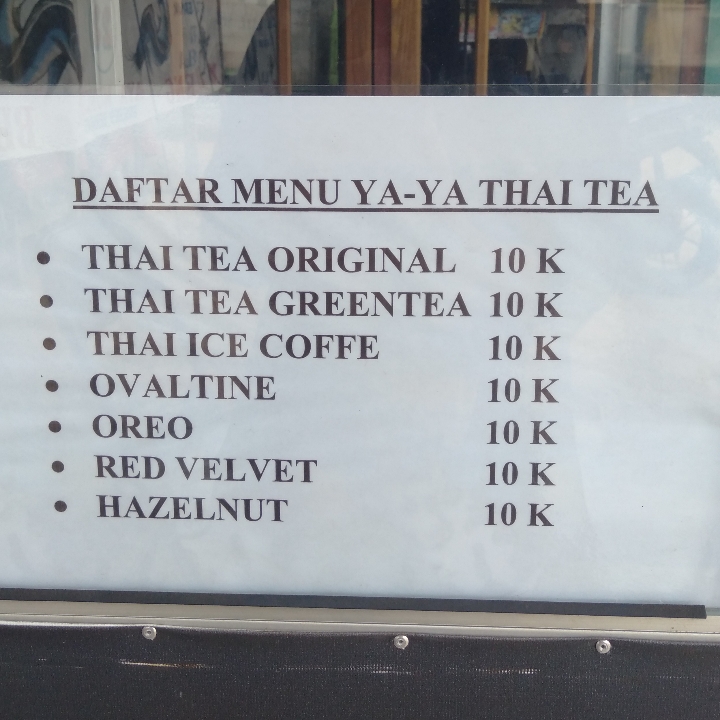 DAFTAR MENU YA-YA THAI TEA
• THAI TEA ORIGINAL 10 K
• THAI TEA GREENTEA 10 K
• THAI ICE COFFE 10 K
• OVALTINE 10 K
• OREO 10 K
• RED VELVET 10 K
• HAZELNUT 10 K